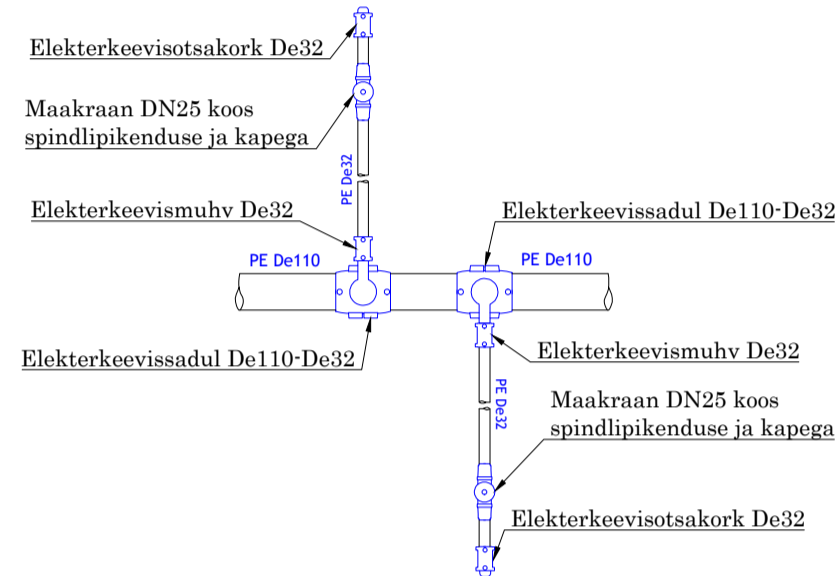 Elekterkeevisotsakork De32
Maakraan DN25 koos
spindlipikenduse ja kapega
PE De32
Elekterkeevismuhv De32
Elekterkeevissadul De110-De32
PE De110
PE De110
Elekterkeevissadul De110-De32
Elekterkeevismuhv De32
PE De32
Maakraan DN25 koos
spindlipikenduse ja kapega
Elekterkeevisotsakork De32